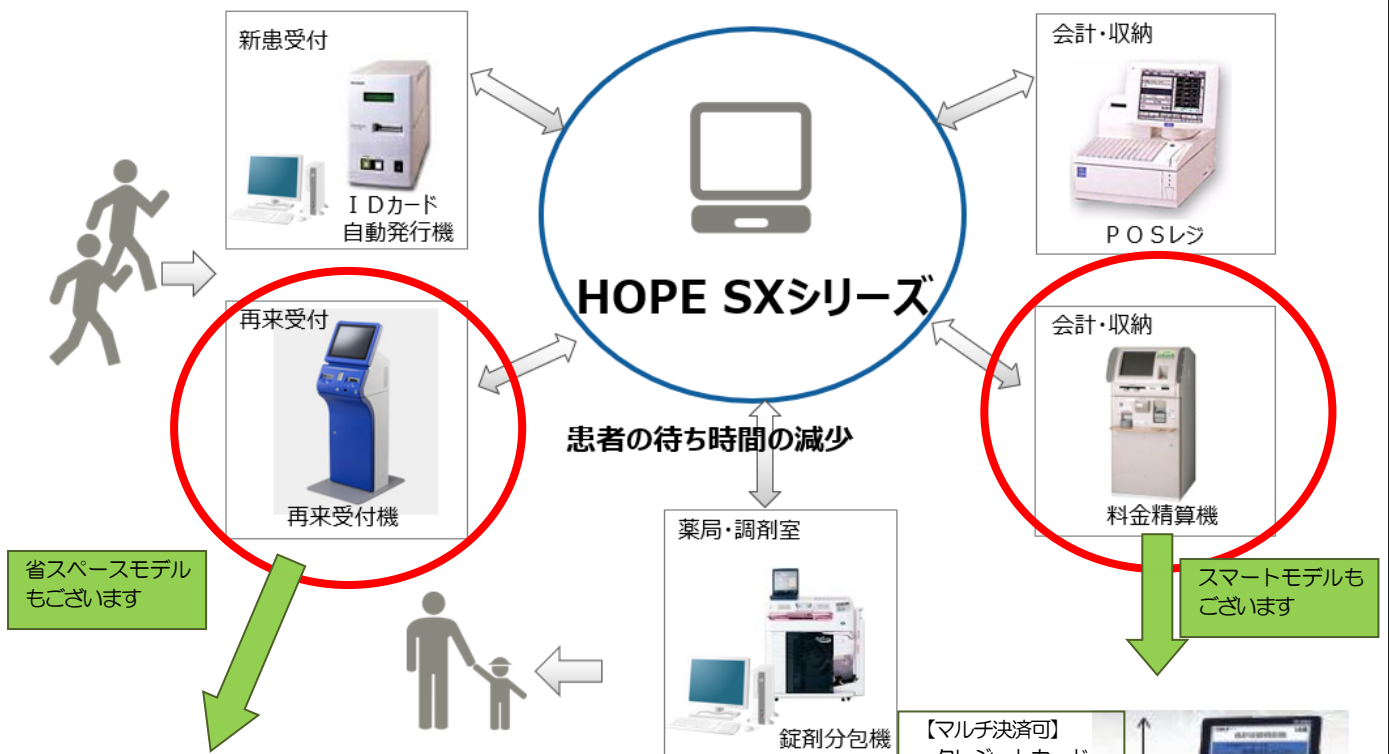 新患受付
IDカード
自動発行機
会計・収納
POSレジ
HOPE SXシリーズ
再来受付
再来受付機
会計・収納
料金精算機
患者の待ち時間の減少
薬局・調剤室
錠剤分包機
省スペースモデル
もございます
スマートモデルも
ございます
【マルチ決済可】